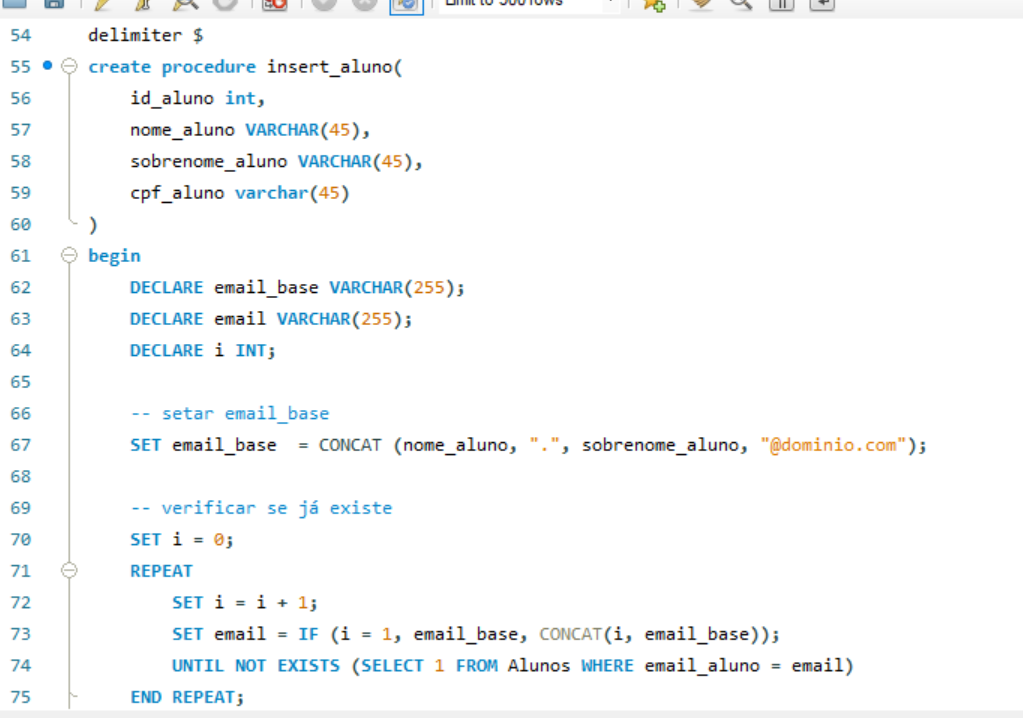 Limit to 500 rows
54 delimiter $
55 create procedure insert_aluno(
56 id_aluno int,
57 nome_aluno VARCHAR(45),
58 sobrenome_aluno VARCHAR(45),
59 cpf_aluno varchar(45)
60 )
61 begin
62 DECLARE email_base VARCHAR(255);
63 DECLARE email VARCHAR(255);
64 DECLARE i INT;
65
66 -- setar email_base
67 SET email_base  = CONCAT (nome_aluno, ".", sobrenome_aluno, "@dominio.com");
68
69 -- verificar se já existe
70 SET i = 0;
71 REPEAT
72 SET i = i + 1;
73 SET email = IF (i = 1, email_base, CONCAT(i, email_base));
74 UNTIL NOT EXISTS (SELECT 1 FROM Alunos WHERE email_aluno = email)
75 END REPEAT;